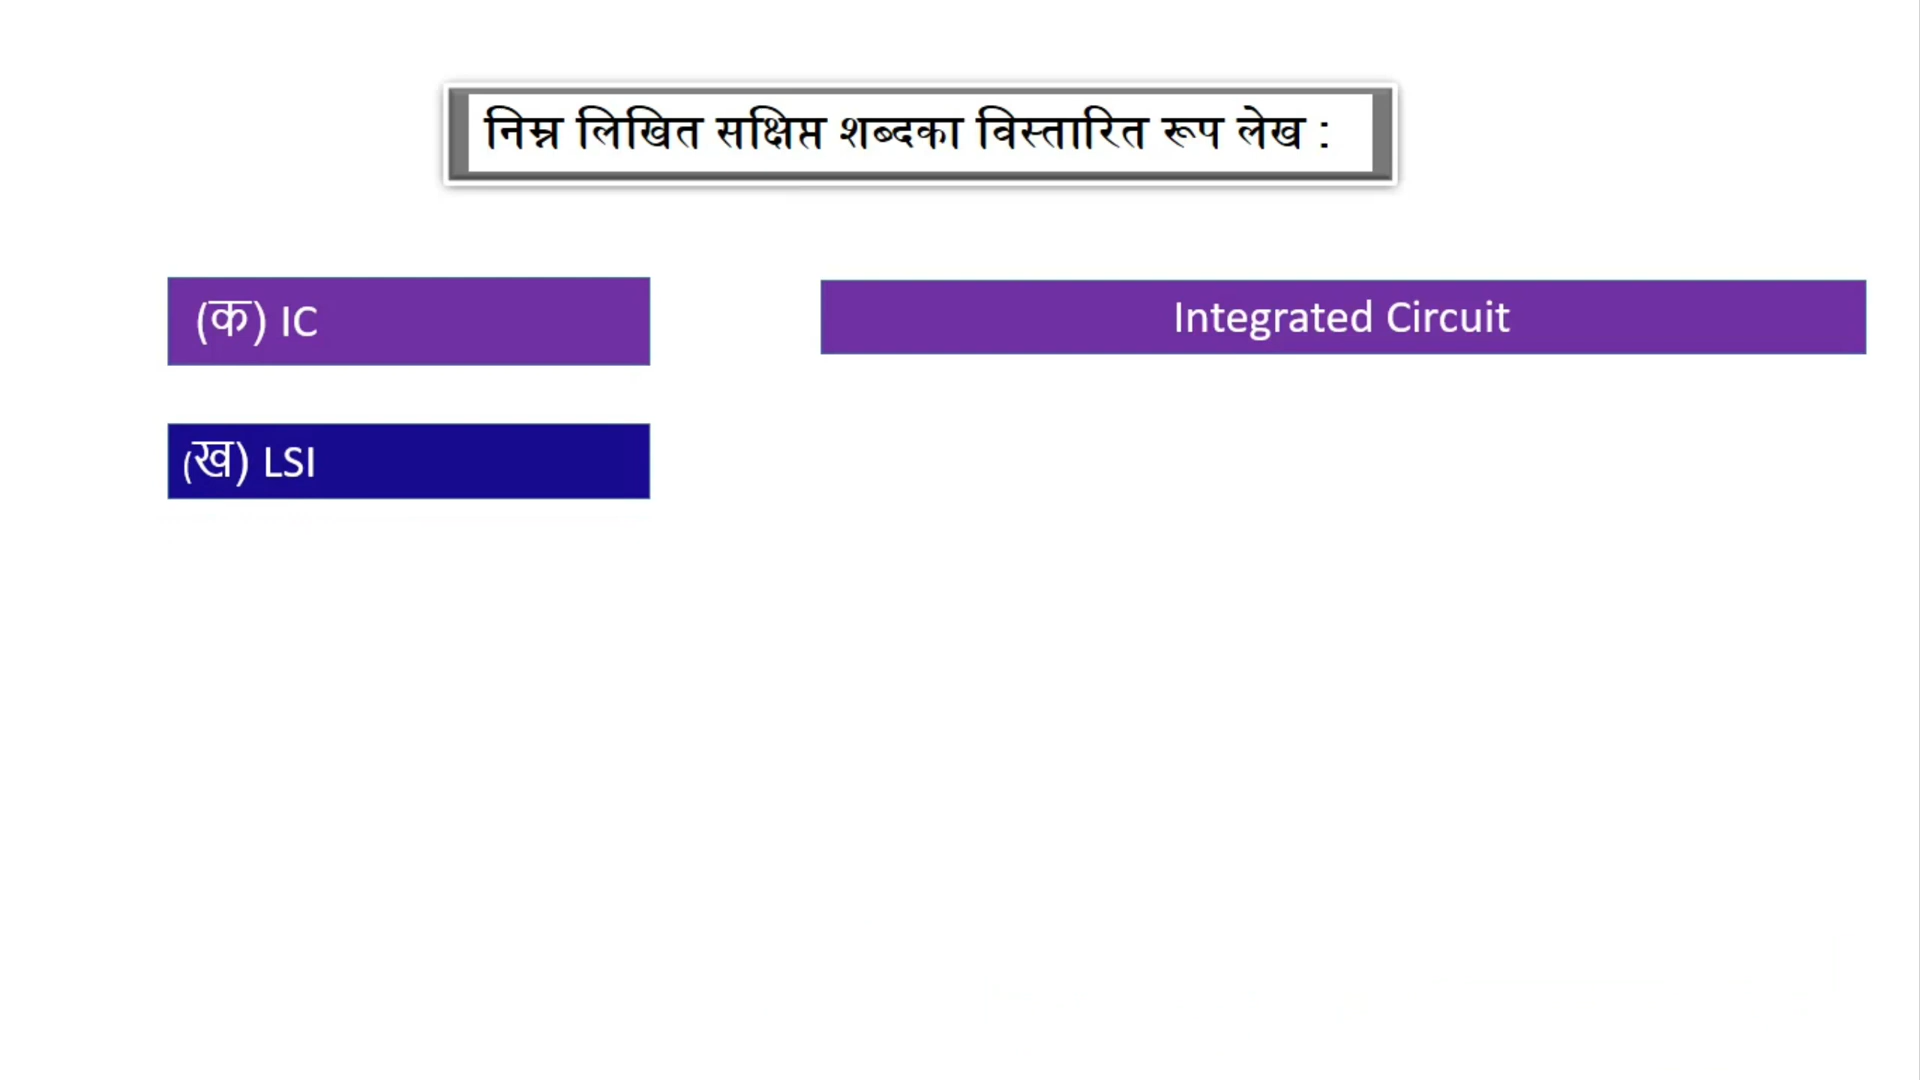 निम्न लिखित सक्षिप्त शब्दका विस्तारित रूप लेख :
(क) IC
Integrated Circuit
(ख) LSI